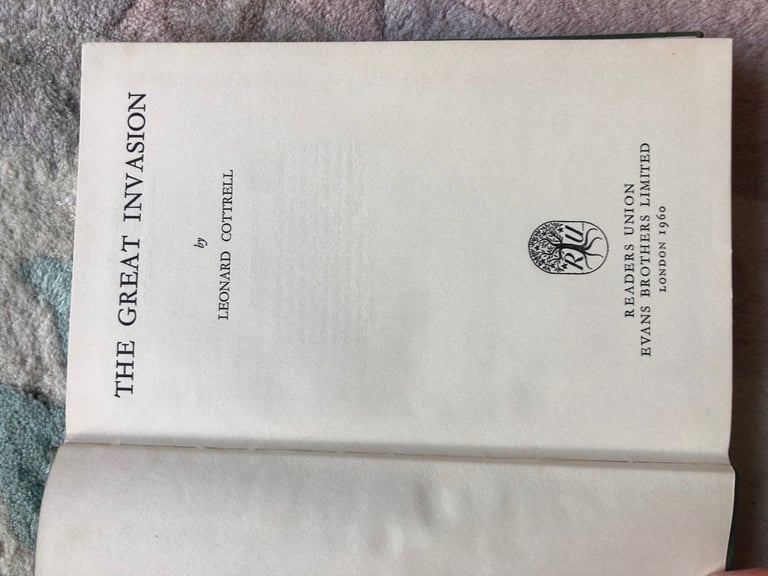 THE GREAT INVASION
by
LEONARD COTTRELL
RU
READERS UNION
EVANS BROTHERS LIMITED
LONDON 1960